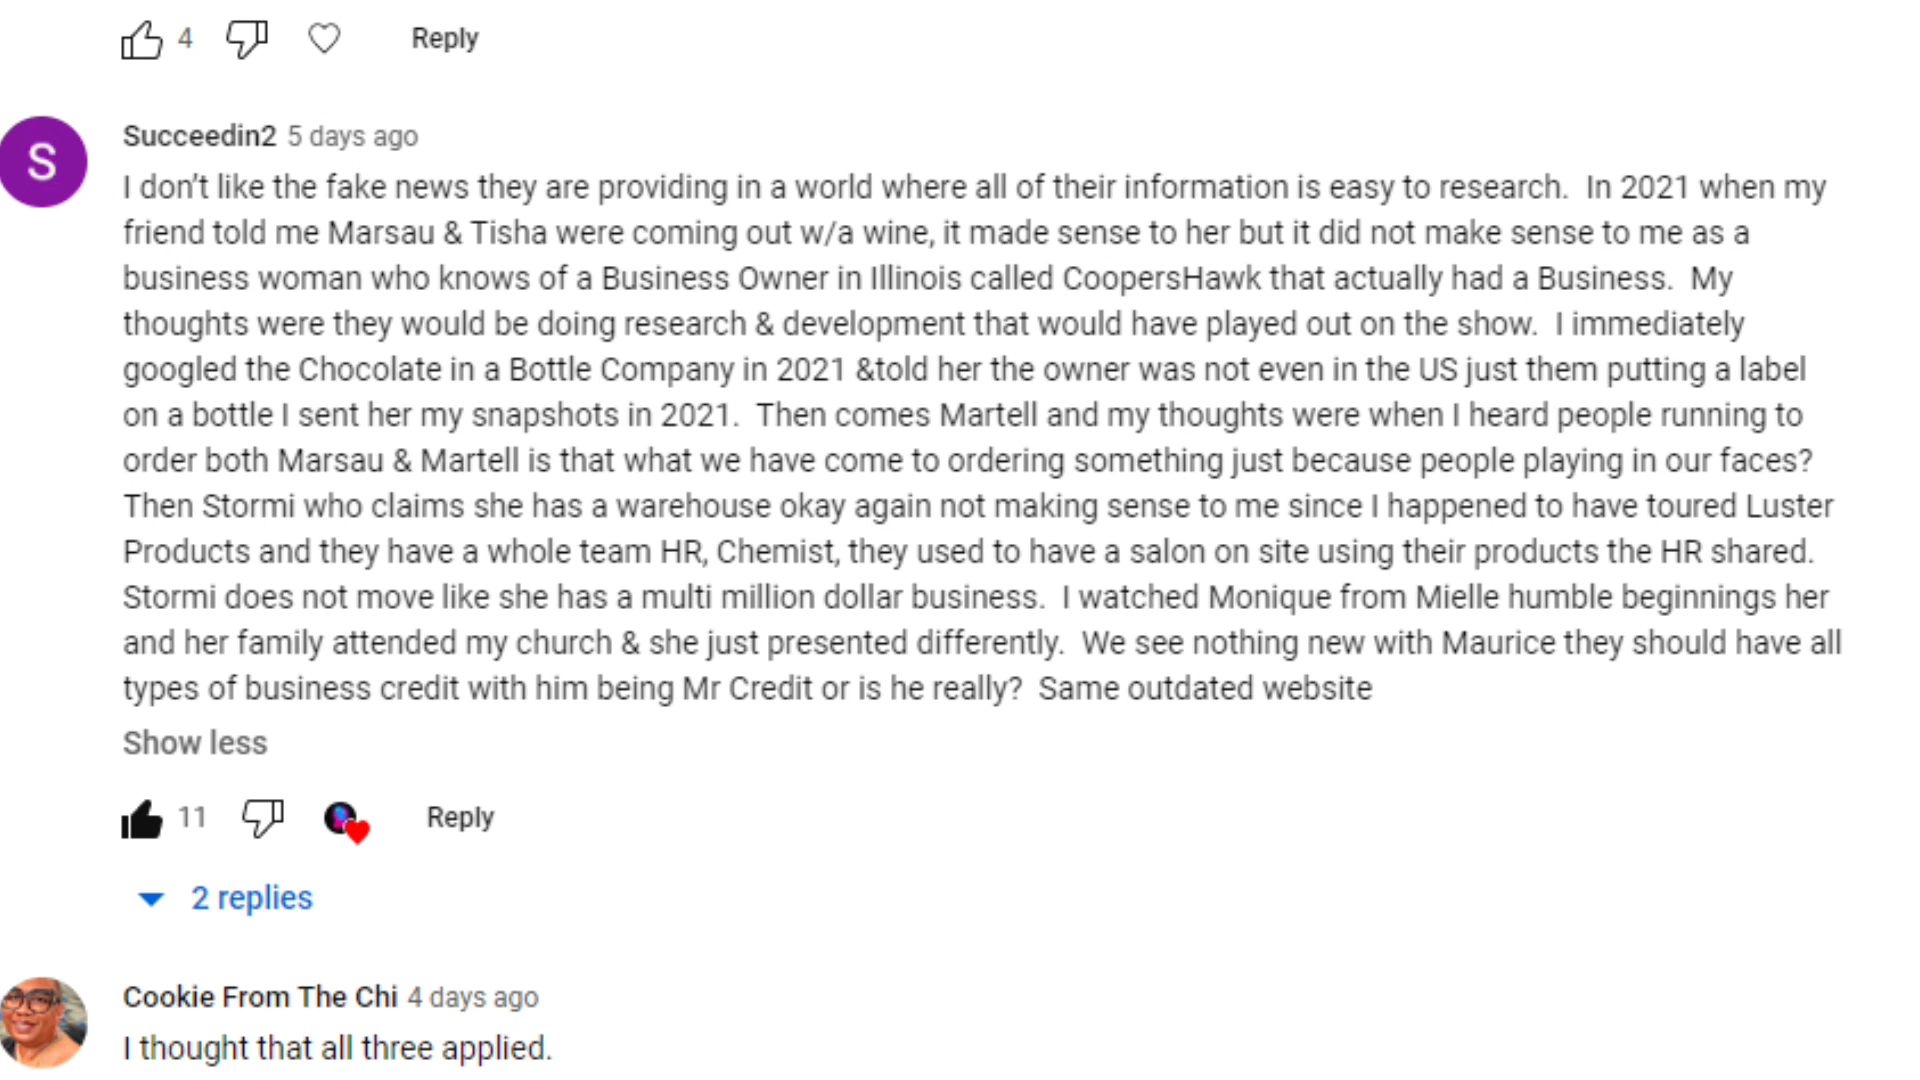 4 Reply
S
Succeedin2 5 days ago
I don’t like the fake news they are providing in a world where all of their information is easy to research.  In 2021 when my
friend told me Marsau & Tisha were coming out w/a wine, it made sense to her but it did not make sense to me as a
business woman who knows of a Business Owner in Illinois called CoopersHawk that actually had a Business.  My
thoughts were they would be doing research & development that would have played out on the show.  I immediately
googled the Chocolate in a Bottle Company in 2021 &told her the owner was not even in the US just them putting a label
on a bottle I sent her my snapshots in 2021.  Then comes Martell and my thoughts were when I heard people running to
order both Marsau & Martell is that what we have come to ordering something just because people playing in our faces?
Then Stormi who claims she has a warehouse okay again not making sense to me since I happened to have toured Luster
Products and they have a whole team HR, Chemist, they used to have a salon on site using their products the HR shared.
Stormi does not move like she has a multi million dollar business.  I watched Monique from Mielle humble beginnings her
and her family attended my church & she just presented differently.  We see nothing new with Maurice they should have all
types of business credit with him being Mr Credit or is he really?  Same outdated website
Show less
11 Reply
2 replies
Cookie From The Chi 4 days ago
I thought that all three applied.